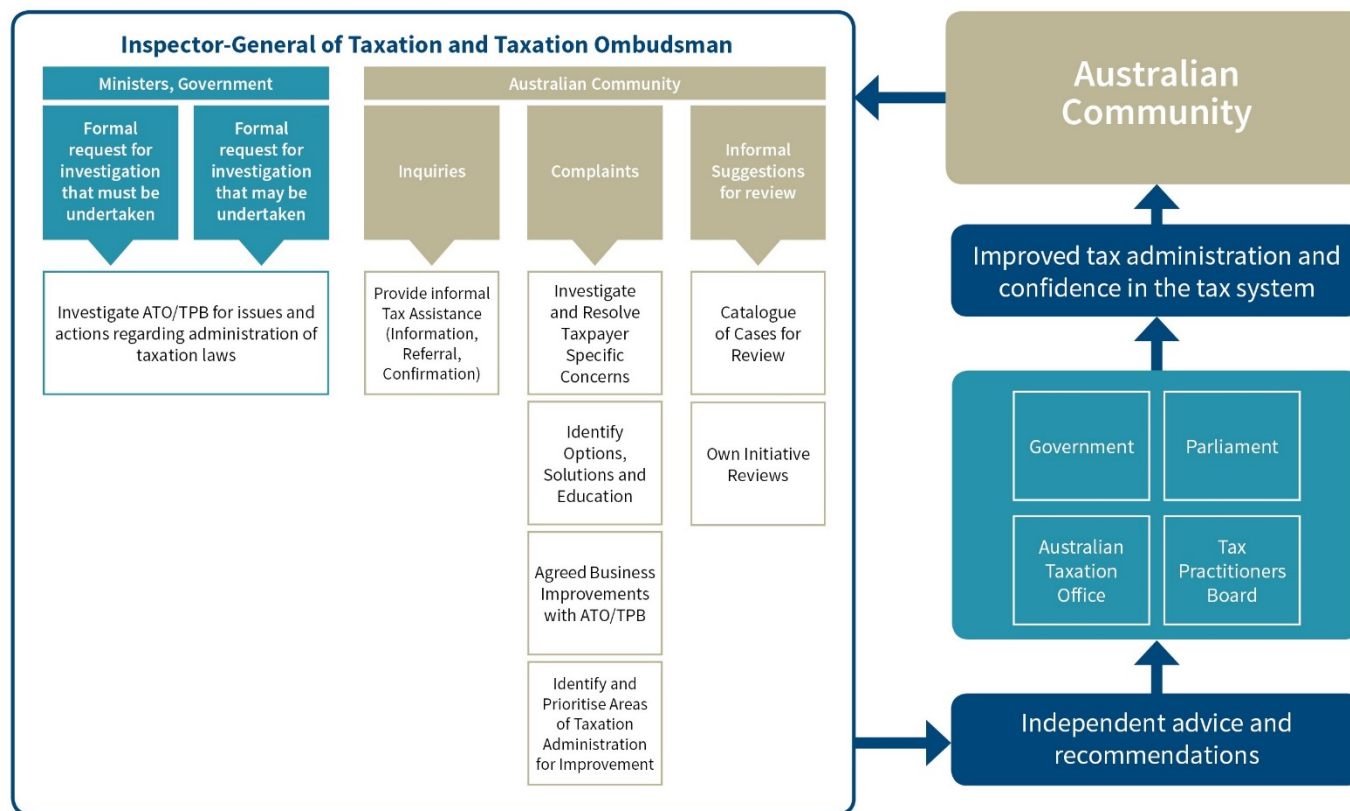 Inspector-General of Taxation and Taxation Ombudsman
Ministers, Government
Formal
request for
investigation
that must be
undertaken
Formal
request for
investigation
that may be
undertaken
Investigate ATO/TPB for issues and
actions regarding administration of
taxation laws
Australian Community
Inquiries
Provide informal
Tax Assistance
(Information,
Referral,
Confirmation)
Complaints
Investigate
and Resolve
Taxpayer
Specific
Concerns
Identify
Options,
Solutions and
Education
Agreed Business
Improvements
with ATO/TPB
Identify and
Prioritise Areas
of Taxation
Administration
for Improvement
Informal
Suggestions
for review
Catalogue
of Cases for
Review
Own Initiative
Reviews
Australian
Community
Improved tax administration and
confidence in the tax system
Government
Parliament
Australian
Taxation
Office
Tax
Practitioners
Board
Independent advice and
recommendations